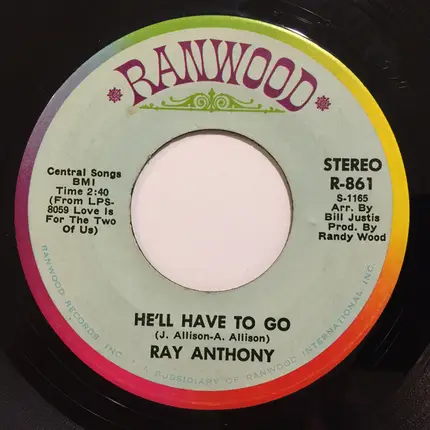 RANWOOD
Central Songs
BMI
Time 2:40
(From LPS-
8059 Love Is
For The Two
Of Us)
STEREO
R-861
S-1165
Arr. By
Bill Justis
Prod. By
Randy Wood
HE'LL HAVE TO GO
(J. Allison-A. Allison)
RAY ANTHONY
RANWOOD RECORDS INC. A SUBSIDIARY OF RANWOOD INTERNATIONAL INC.